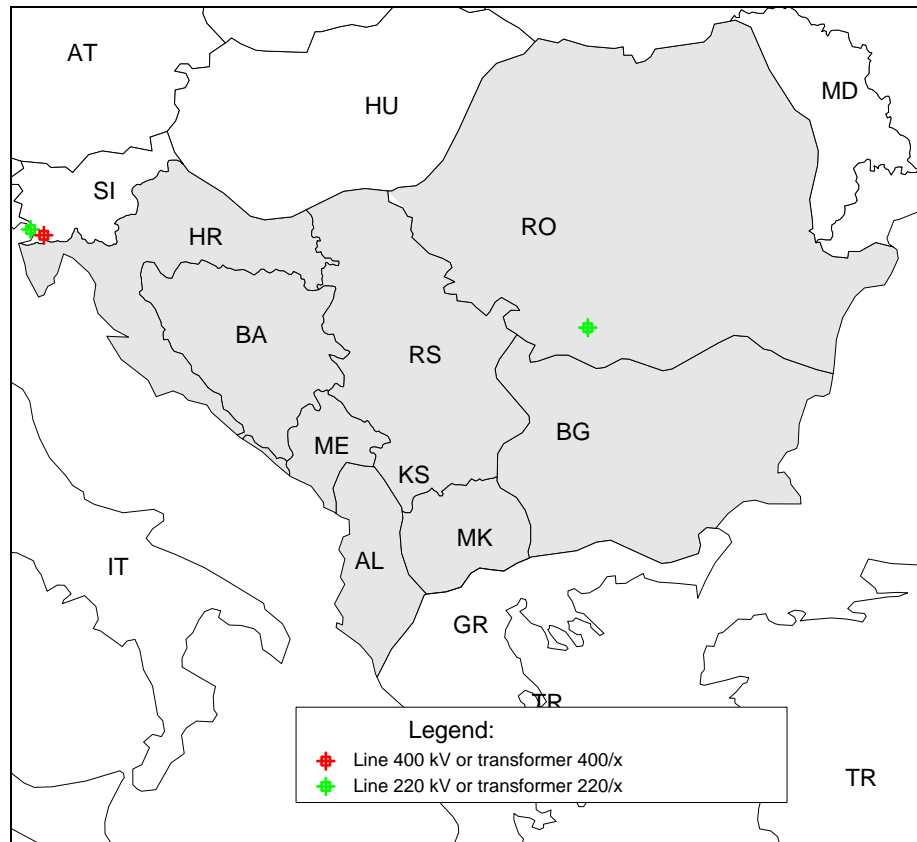 AT
HU
MD
SI
HR
RO
BA
RS
ME
BG
KS
MK
AL
IT
GR
TR
Legend:
Line 400 kV or transformer 400/x
Line 220 kV or transformer 220/x
TR